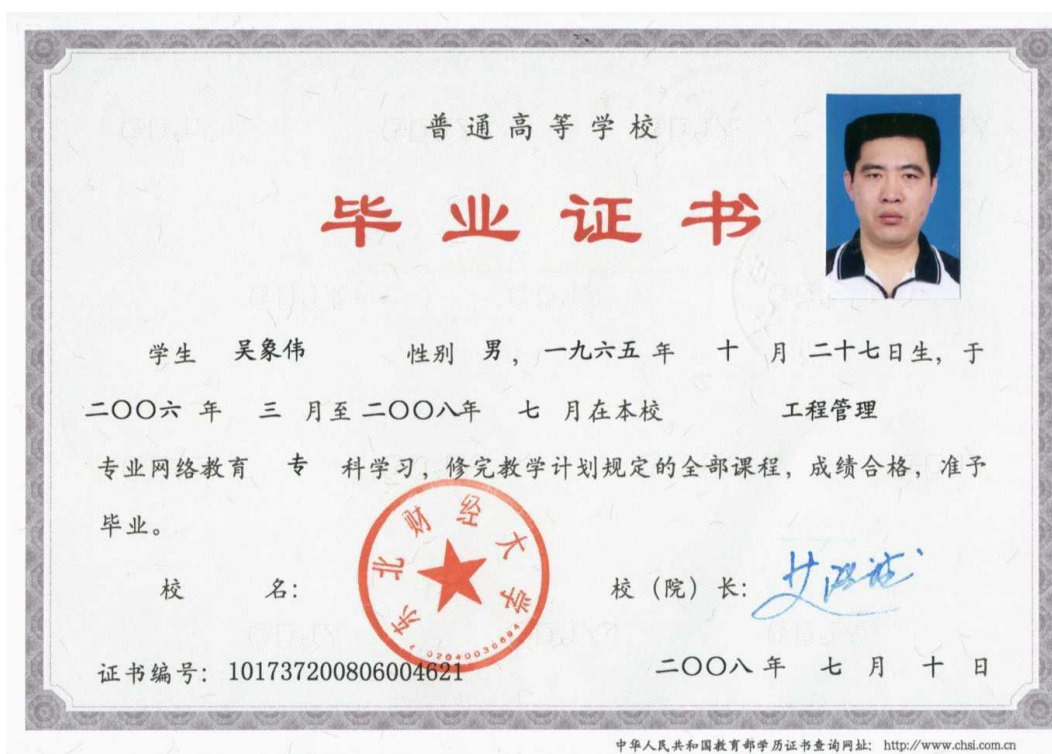 普通高等学校
毕业证书
学生 吴象伟 性别 男，一九六五 年 十 月 二十七日生，于
二〇〇六 年 三 月至 二〇〇八年 七 月在本校 工程管理
专业网络教育 专 科学习，修完教学计划规定的全部课程，成绩合格，准予
毕业。
校 名：
东北财经大学
校（院）长：
证书编号：101737200806004621
二〇〇八 年 七 月 十 日
中华人民共和国教育部学历证书查询网址：http://www.chsi.com.cn